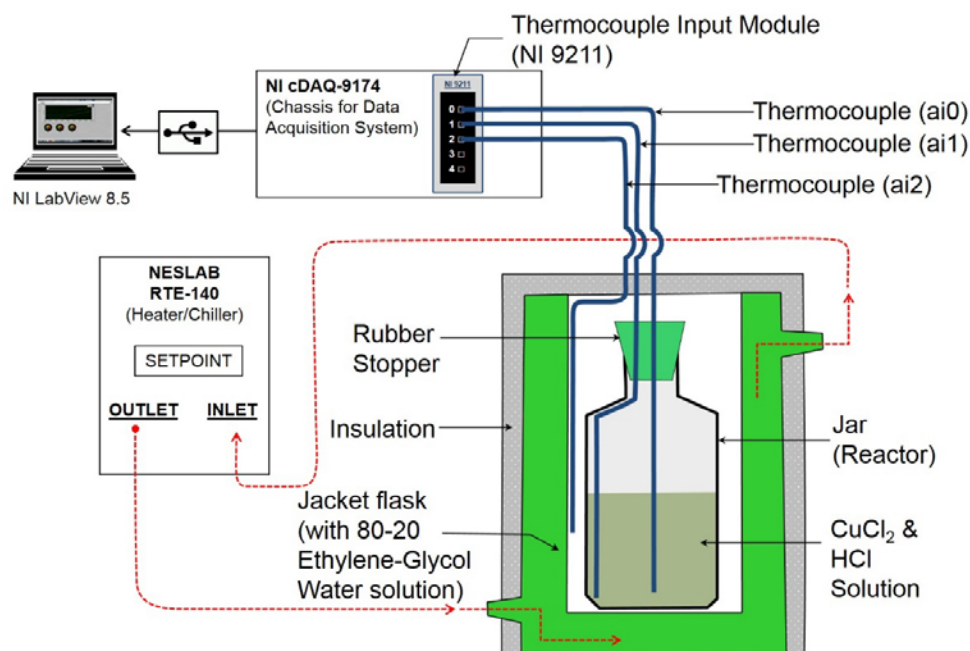 Thermocouple Input Module
(NI 9211)
NI cDAQ-9174
(Chassis for Data
Acquisition System)
NI 9211
0
1
2
3
4
Thermocouple (ai0)
Thermocouple (ai1)
Thermocouple (ai2)
NI LabView 8.5
NESLAB
RTE-140
(Heater/Chiller)
SETPOINT
OUTLET
INLET
Rubber
Stopper
Insulation
Jar
(Reactor)
Jacket flask
(with 80-20
Ethylene-Glycol
Water solution)
CuCl₂ &
HCl
Solution